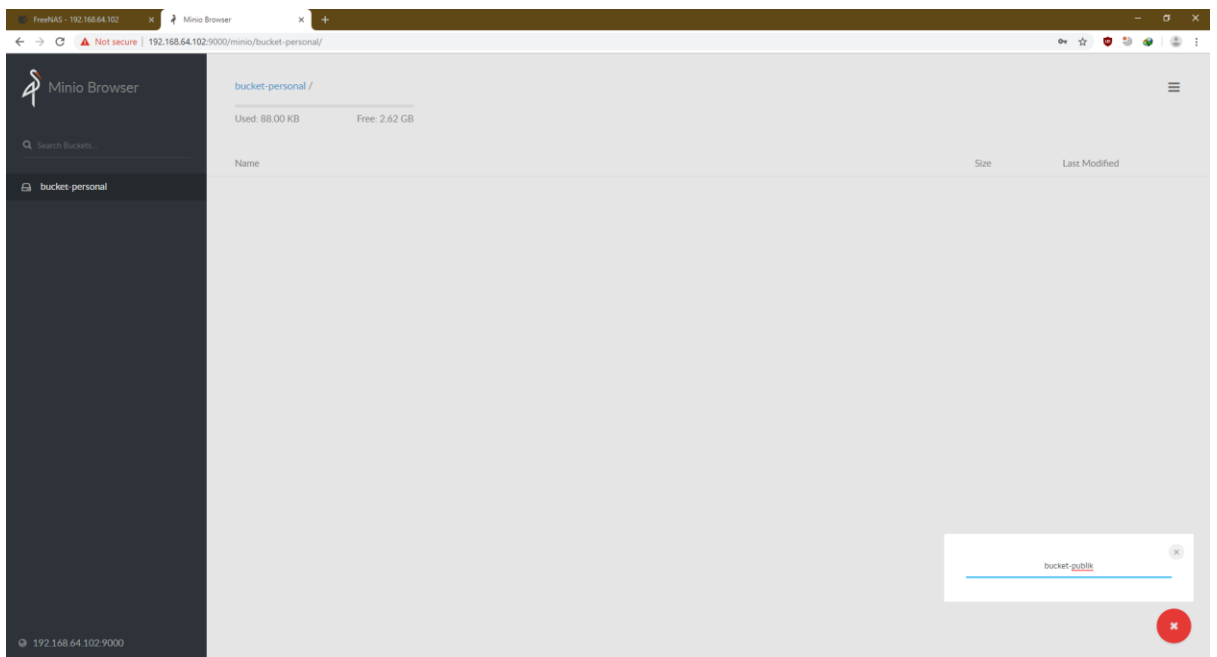 FreeNAS - 192.168.64.102
Minio Browser
Not secure | 192.168.64.102:9000/minio/bucket-personal/
Minio Browser
bucket-personal /
Used: 88.00 KB Free: 2.62 GB
Search Buckets...
Name Size Last Modified
bucket-personal
bucket-publik
192.168.64.102:9000